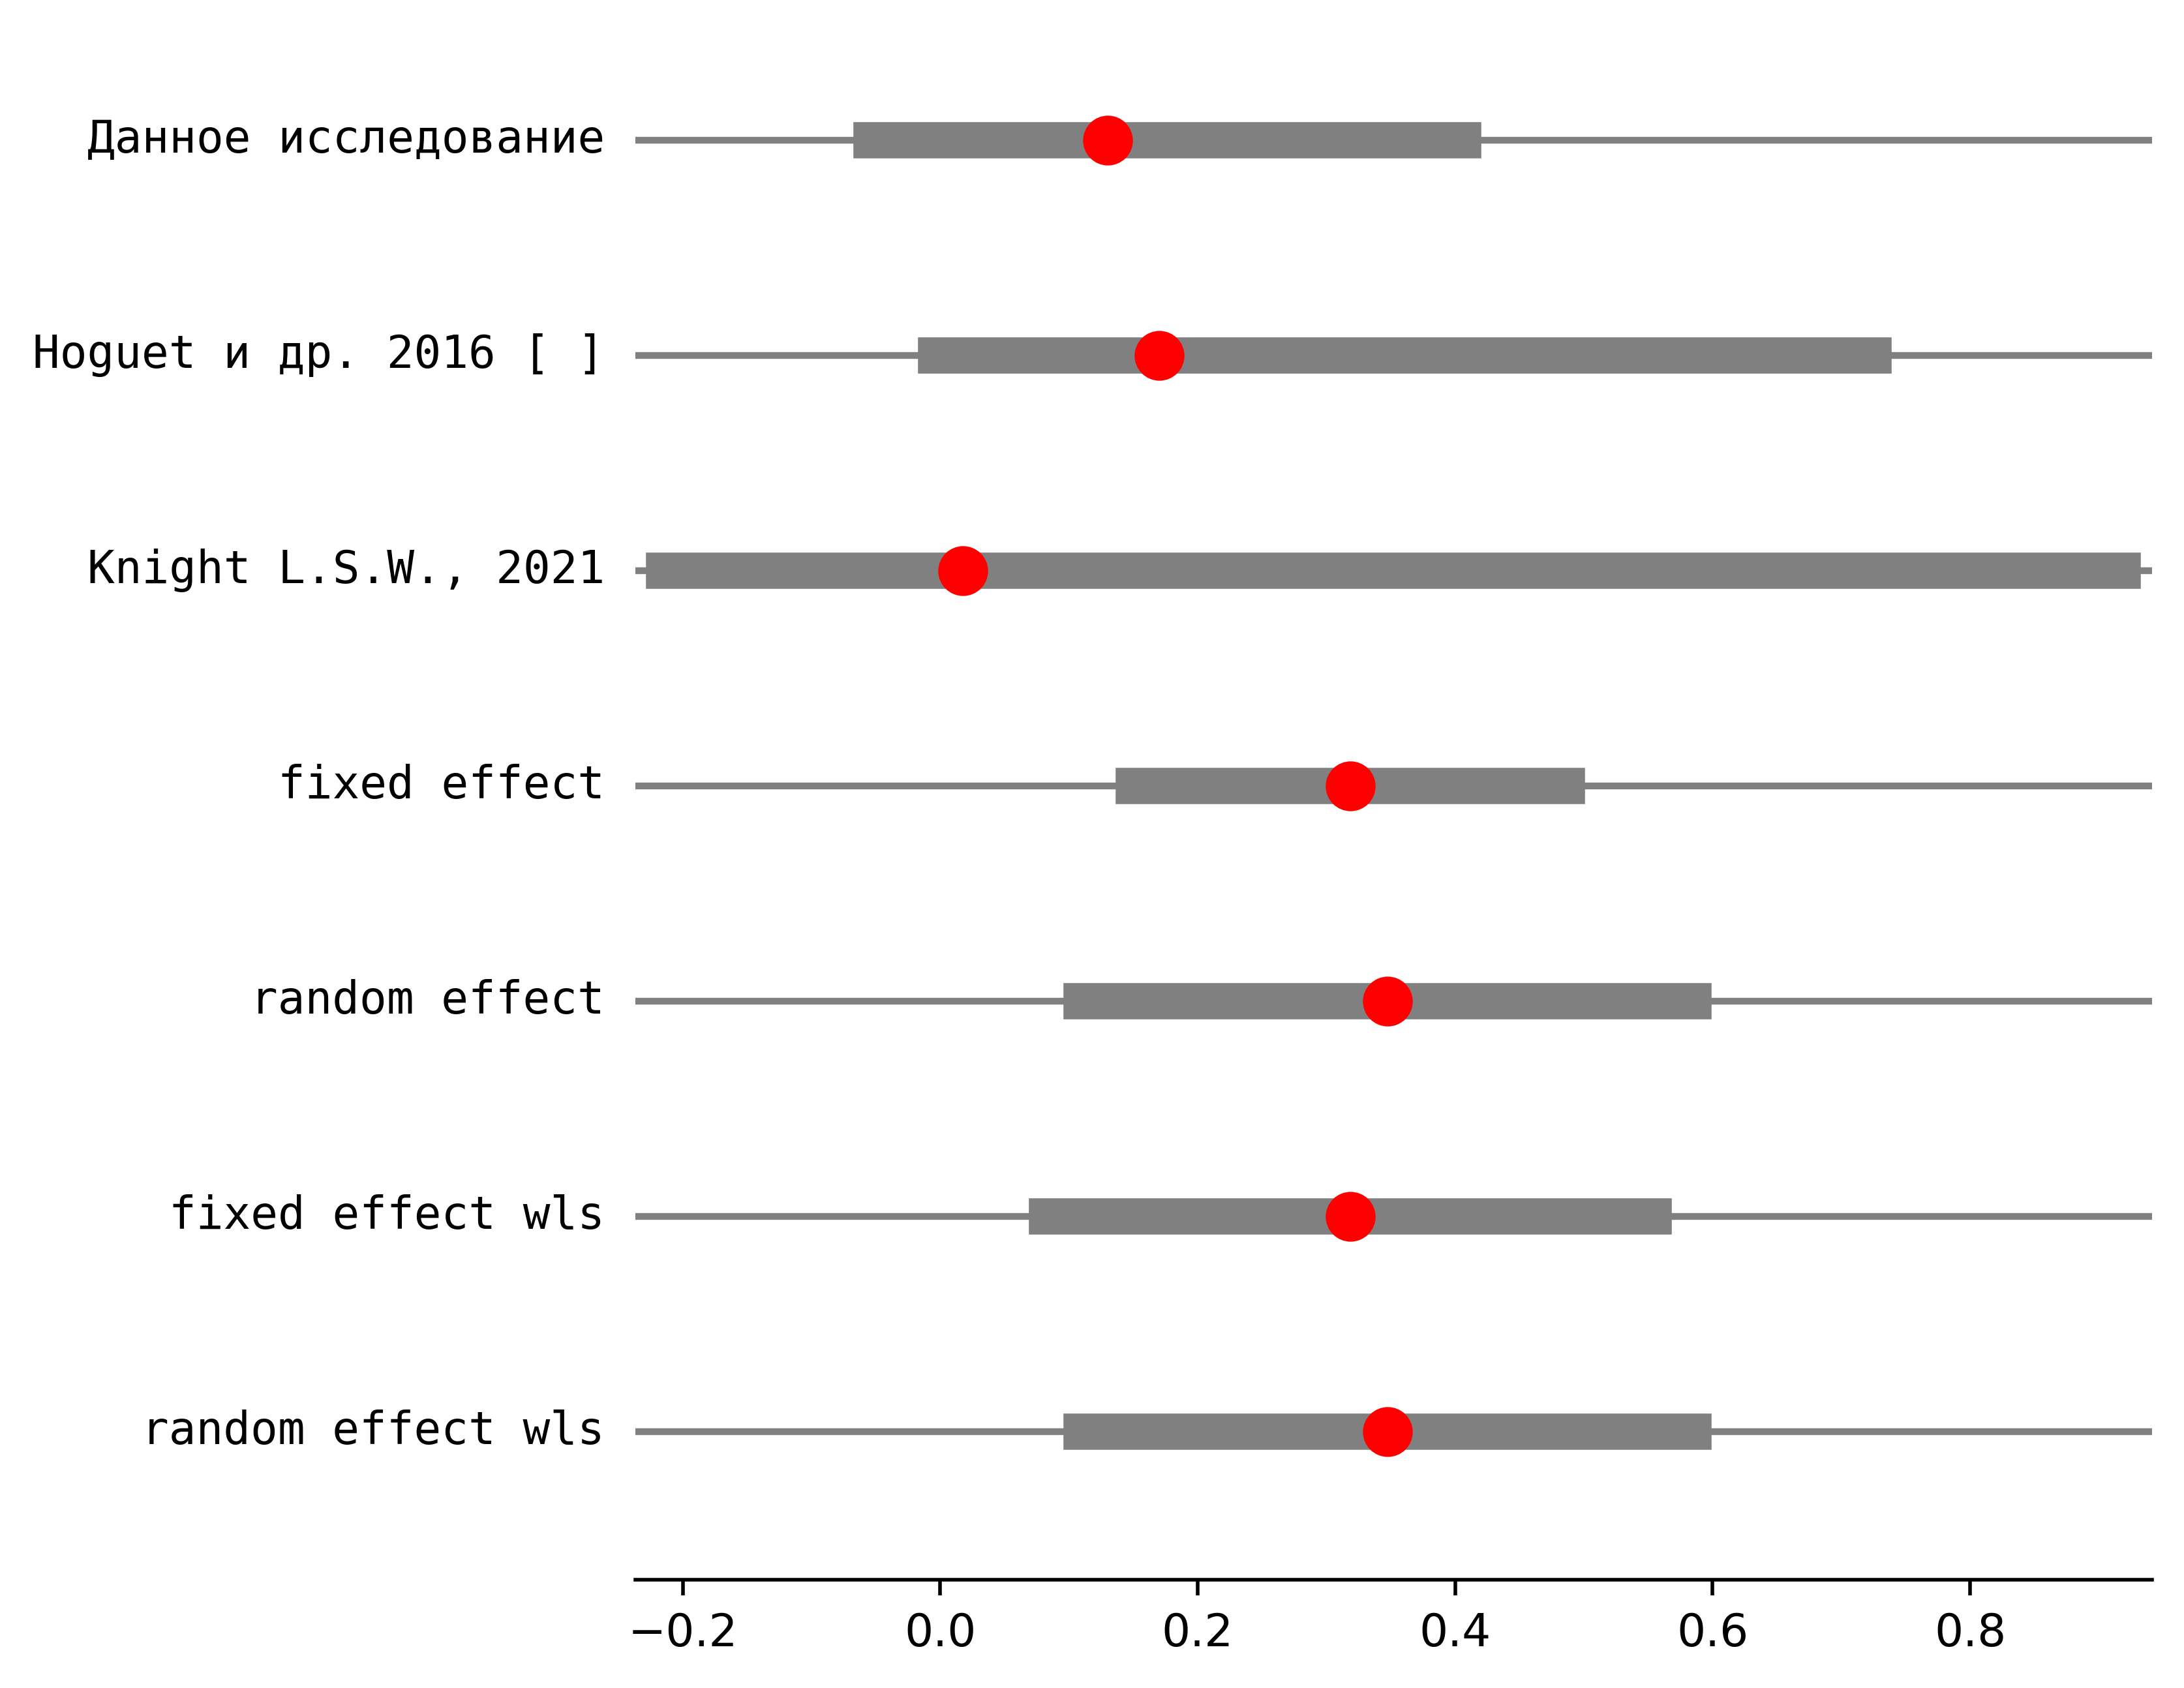 Данное исследование
Hoguet и др. 2016 [ ]
Knight L.S.W., 2021
fixed effect
random effect
fixed effect wls
random effect wls
−0.2 0.0 0.2 0.4 0.6 0.8